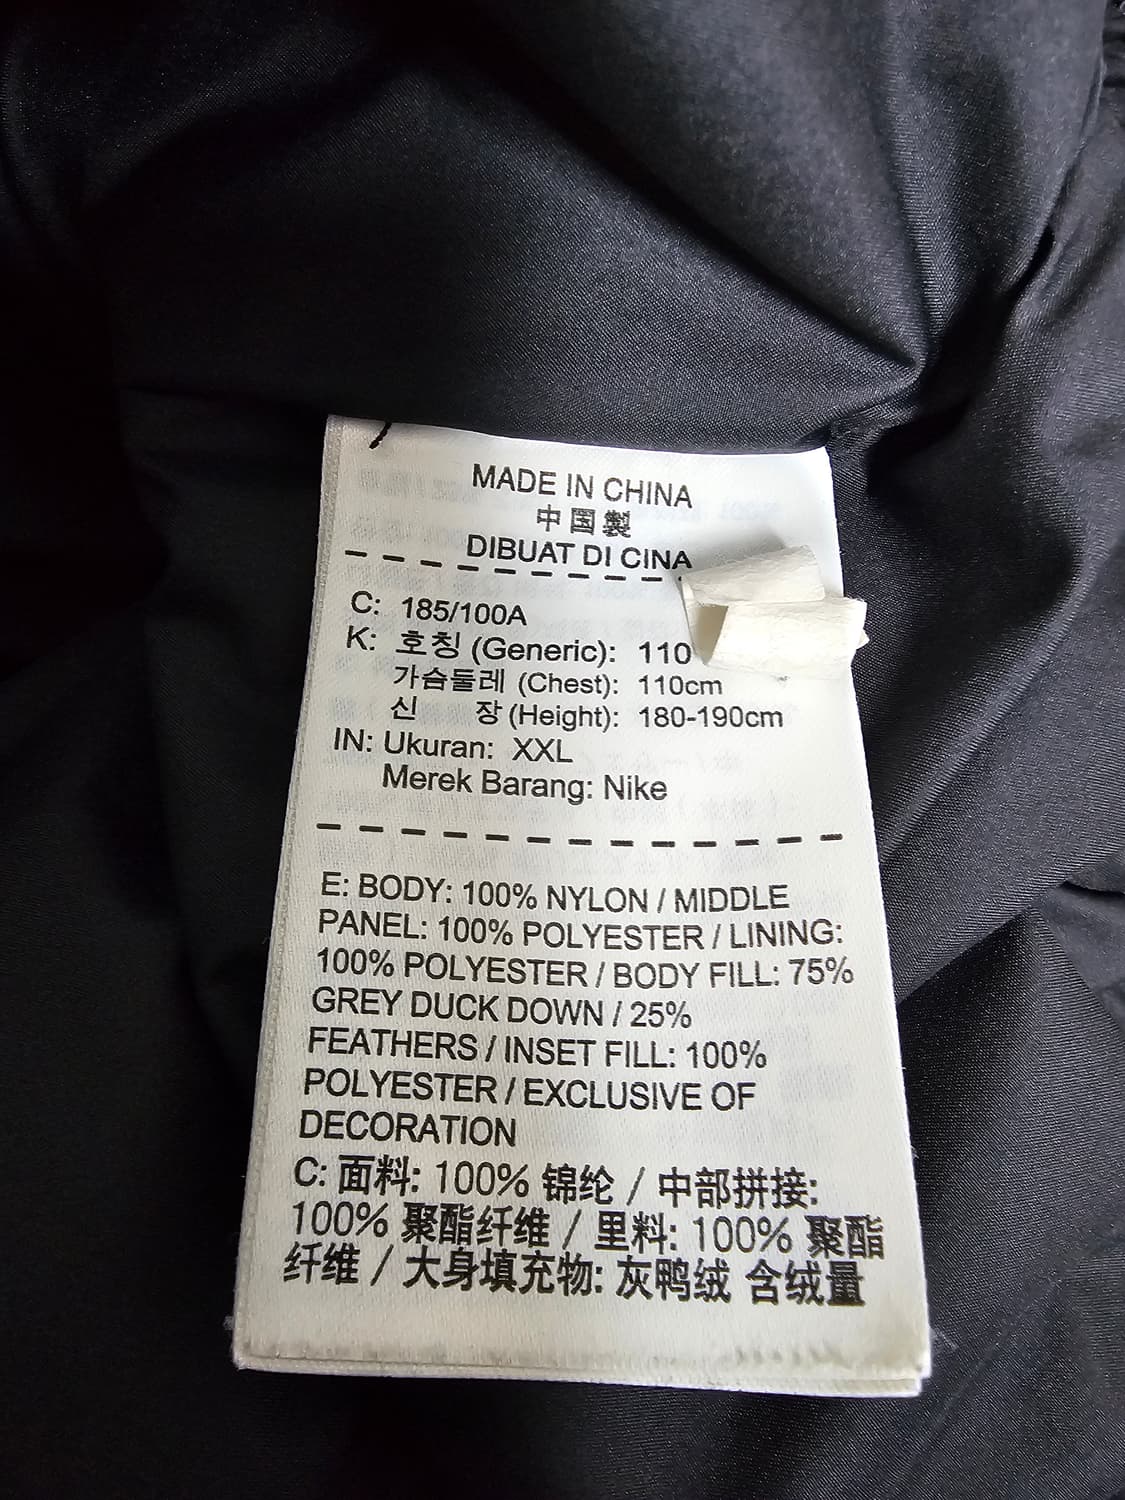 MADE IN CHINA
中国製
DIBUAT DI CINA
C: 185/100A
K: 호칭 (Generic): 110
가슴둘레 (Chest): 110cm
신 장 (Height): 180-190cm
IN: Ukuran: XXL
Merek Barang: Nike
E: BODY: 100% NYLON / MIDDLE
PANEL: 100% POLYESTER / LINING:
100% POLYESTER / BODY FILL: 75%
GREY DUCK DOWN / 25%
FEATHERS / INSET FILL: 100%
POLYESTER / EXCLUSIVE OF
DECORATION
C: 面料: 100% 锦纶 / 中部拼接:
100% 聚酯纤维 / 里料: 100% 聚酯
纤维 / 大身填充物: 灰鸭绒 含绒量